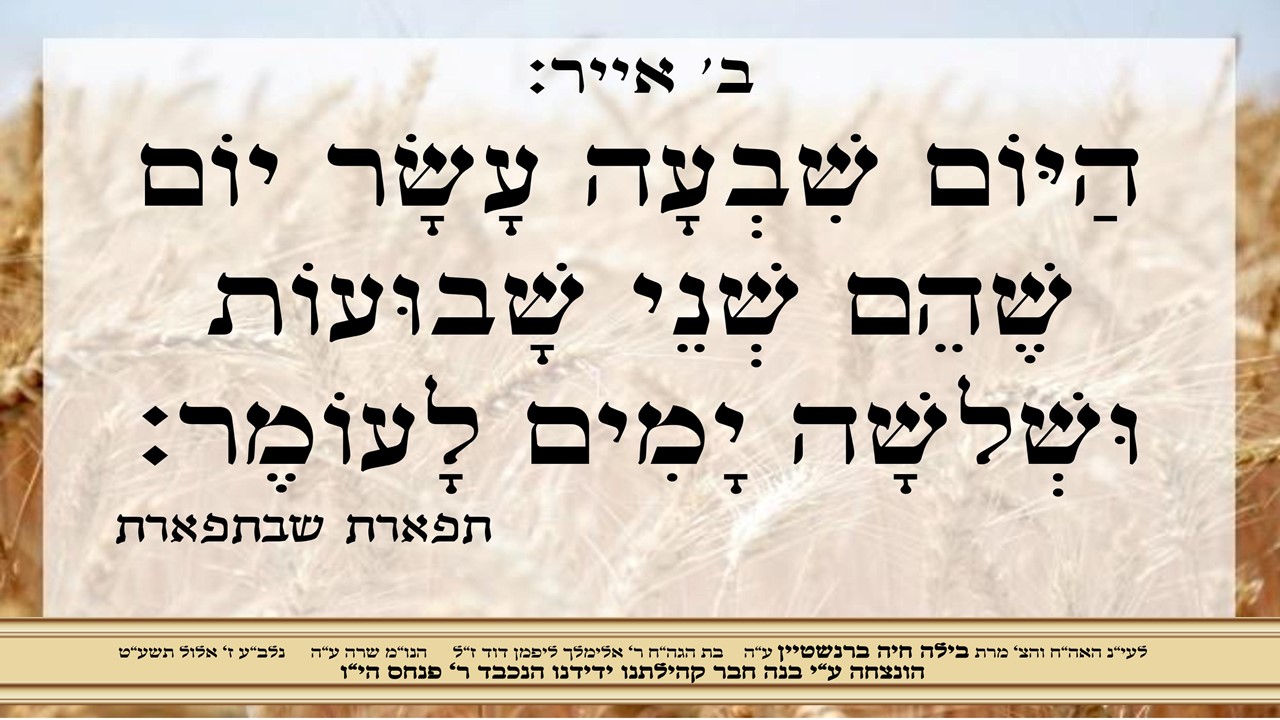 ב׳ אייר:
הַיּוֹם שִׁבְעָה עָשָׂר יוֹם
שֶׁהֵם שְׁנֵי שָׁבוּעוֹת
וּשְׁלשָׁה יָמִים לָעוֹמֶר:
תפארת שבתפארת
לעי״נ האה״ח והצ׳ מרת בילה חיה ברנשטיין ע״ה בת הגה״ח ר׳ אלימלך ליפמן דוד ז״ל הנו״מ שרה ע״ה נלב״ע ז׳ אלול תשע״ט
הונצחה ע״י בנה חבר קהילתנו ידידנו הנכבד ר׳ פנחס הי״ו